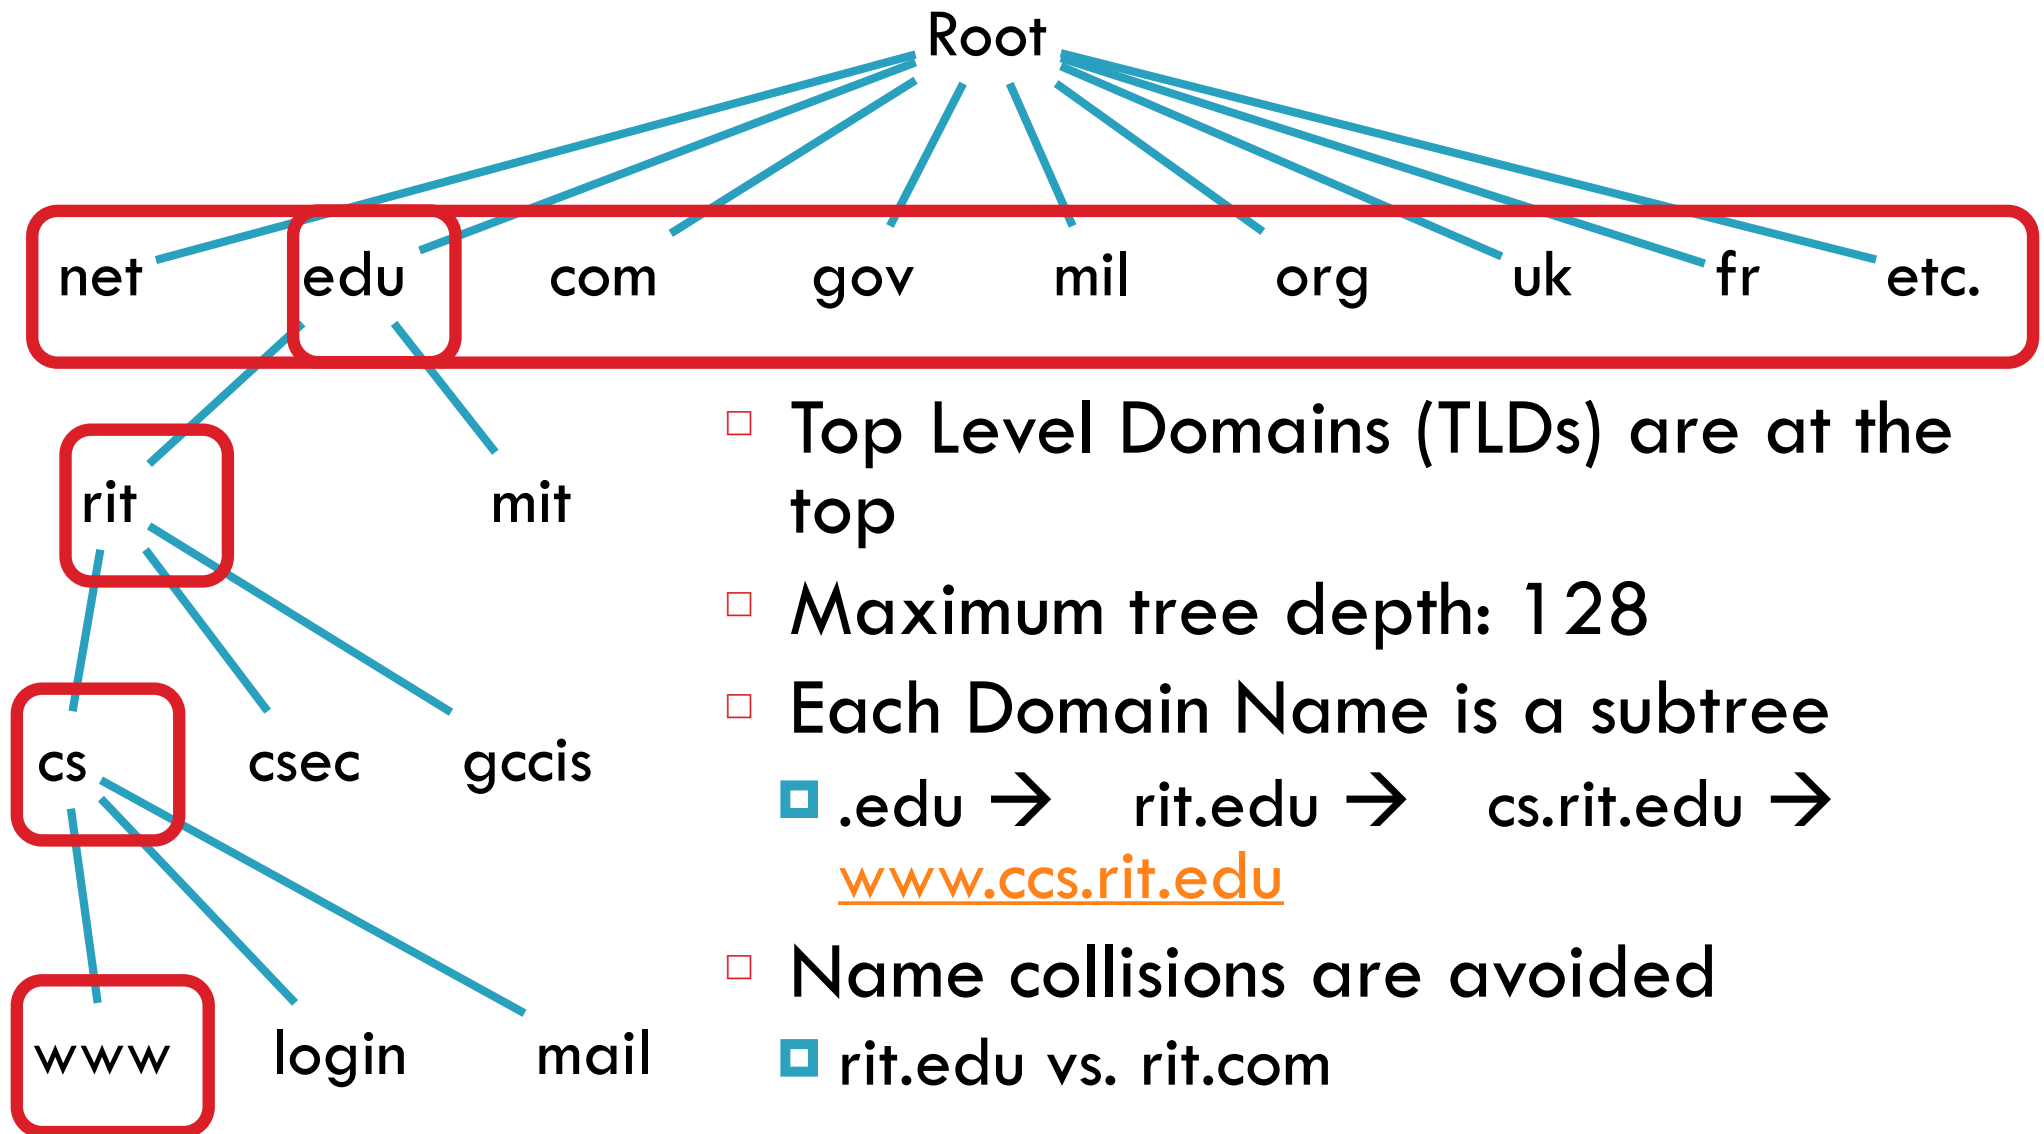 Root
net edu com gov mil org uk fr etc.
rit mit
cs csec gccis
www login mail
Top Level Domains (TLDs) are at the
top
Maximum tree depth: 128
Each Domain Name is a subtree
.edu → rit.edu → cs.rit.edu →
www.ccs.rit.edu
Name collisions are avoided
rit.edu vs. rit.com